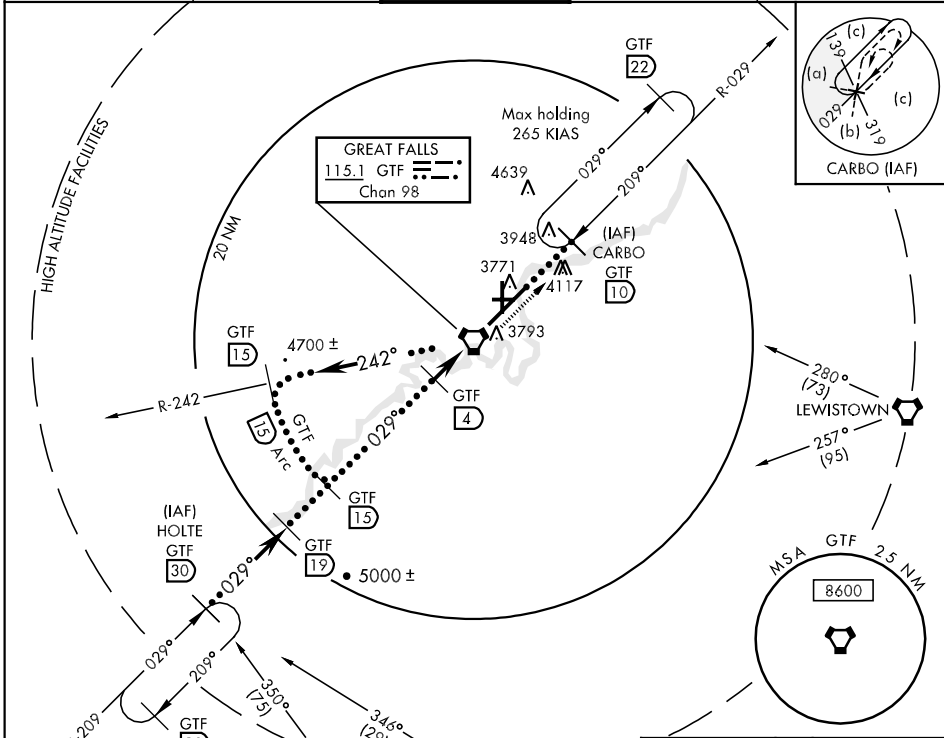 GTF
22
R-029
Max holding
265 KIAS
029°
209°
139
(c)
(a)
(c)
029
(b)
319
CARBO (IAF)
HIGH ALTITUDE FACILITIES
20 NM
GREAT FALLS
115.1 GTF
Chan 98
4639
3948
(IAF)
CARBO
GTF
10
3771
4117
3793
GTF
15
4700 ±
242°
R-242
GTF
4
15 Arc
GTF
029°
280°
(73)
LEWISTOWN
257°
(95)
GTF
15
(IAF)
HOLTE
GTF
30
029°
GTF
19
5000 ±
MSA GTF 25 NM
8600
029°
209°
350°
(75)
346°
-209
GTF